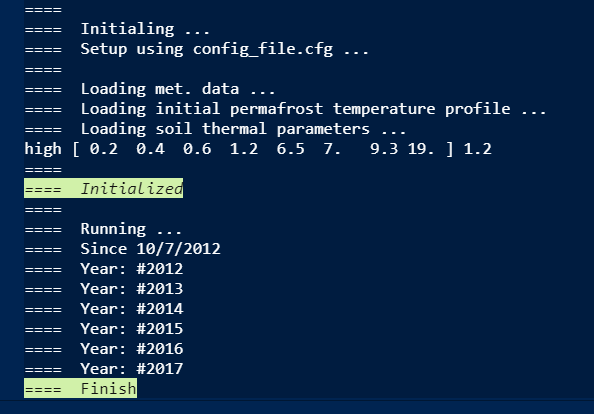 ====
====  Initialing ...
====  Setup using config_file.cfg ...
====
====  Loading met. data ...
====  Loading initial permafrost temperature profile ...
====  Loading soil thermal parameters ...
high [ 0.2  0.4  0.6  1.2  6.5  7.   9.3 19. ] 1.2
====
====  Initialized
====
====  Running ...
====  Since 10/7/2012
====  Year: #2012
====  Year: #2013
====  Year: #2014
====  Year: #2015
====  Year: #2016
====  Year: #2017
====  Finish